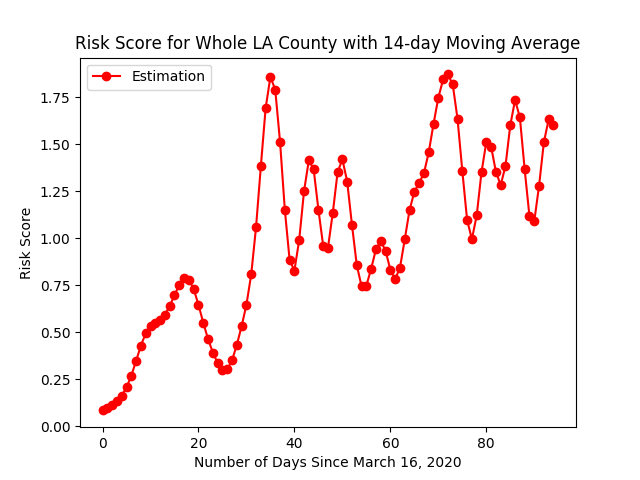 Risk Score for Whole LA County with 14-day Moving Average
Estimation
1.75
1.50
1.25
1.00
0.75
0.50
0.25
0.00
Risk Score
0 20 40 60 80
Number of Days Since March 16, 2020